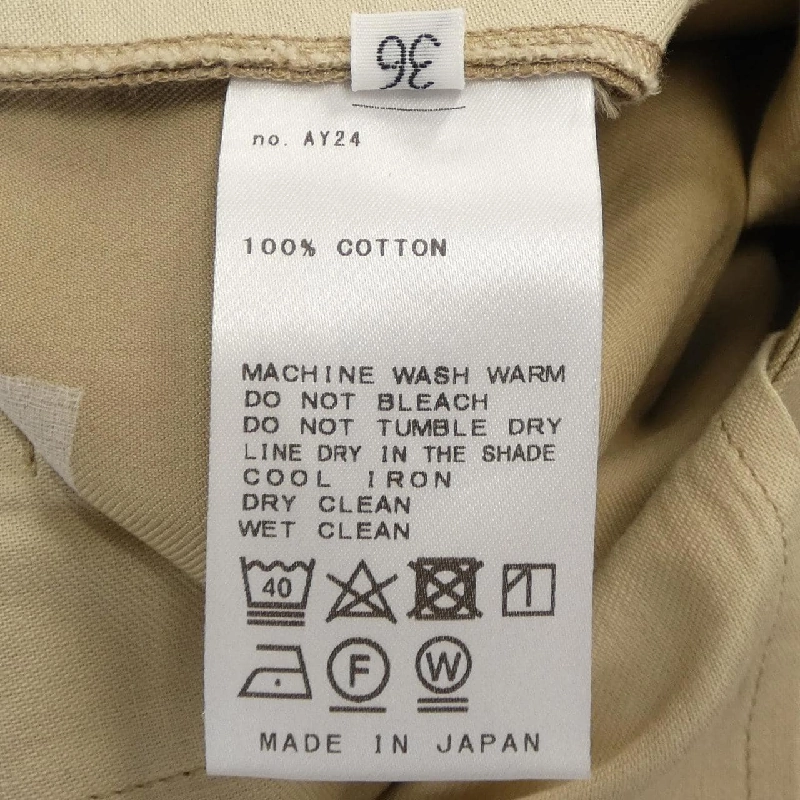 36
no. AY24
100% COTTON
MACHINE WASH WARM
DO NOT BLEACH
DO NOT TUMBLE DRY
LINE DRY IN THE SHADE
COOL IRON
DRY CLEAN
WET CLEAN
40
F W
MADE IN JAPAN